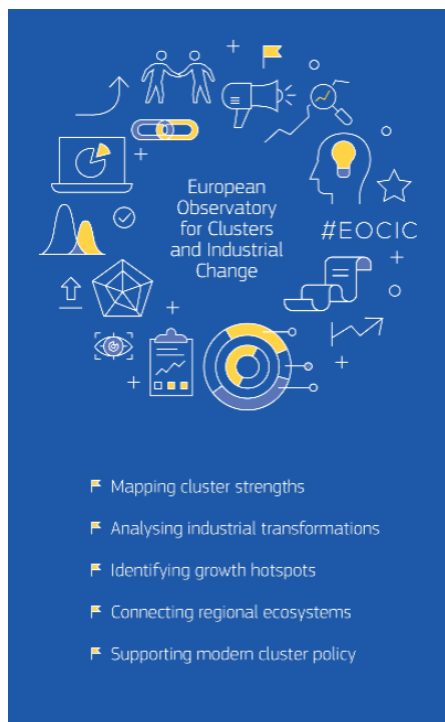 European
Observatory
for Clusters
and Industrial
Change
#EOCIC
Mapping cluster strengths
Analysing industrial transformations
Identifying growth hotspots
Connecting regional ecosystems
Supporting modern cluster policy